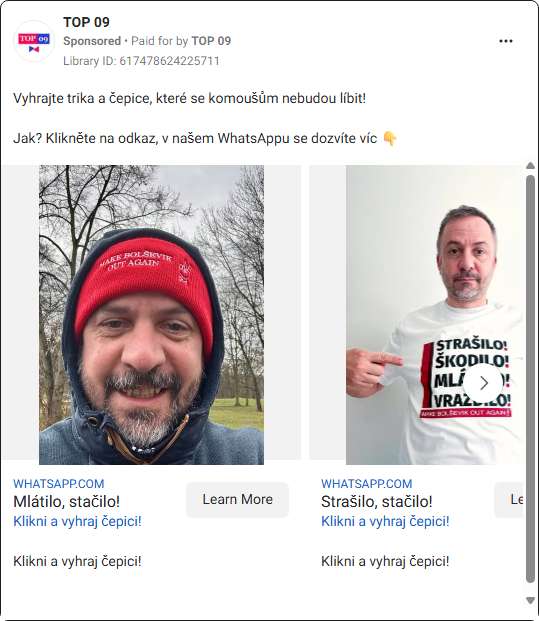 TOP 09
Sponsored • Paid for by TOP 09
Library ID: 617478624225711
Vyhrajte trika a čepice, které se komoušům nebudou líbit!
Jak? Klikněte na odkaz, v našem WhatsAppu se dozvíte víc 👇
TOP 09
MAKE BOLŠEVIK
OUT AGAIN
STRAŠILO!
ŠKODILO!
VRAŽDILO!
MAKE BOLŠEVIK OUT AGAIN!
WHATSAPP.COM
Mlátilo, stačilo!
Klikni a vyhraj čepici!
Learn More
Klikni a vyhraj čepici!
WHATSAPP.COM
Strašilo, stačilo!
Klikni a vyhraj čepici!
Le
Klikni a vyhraj čepici!